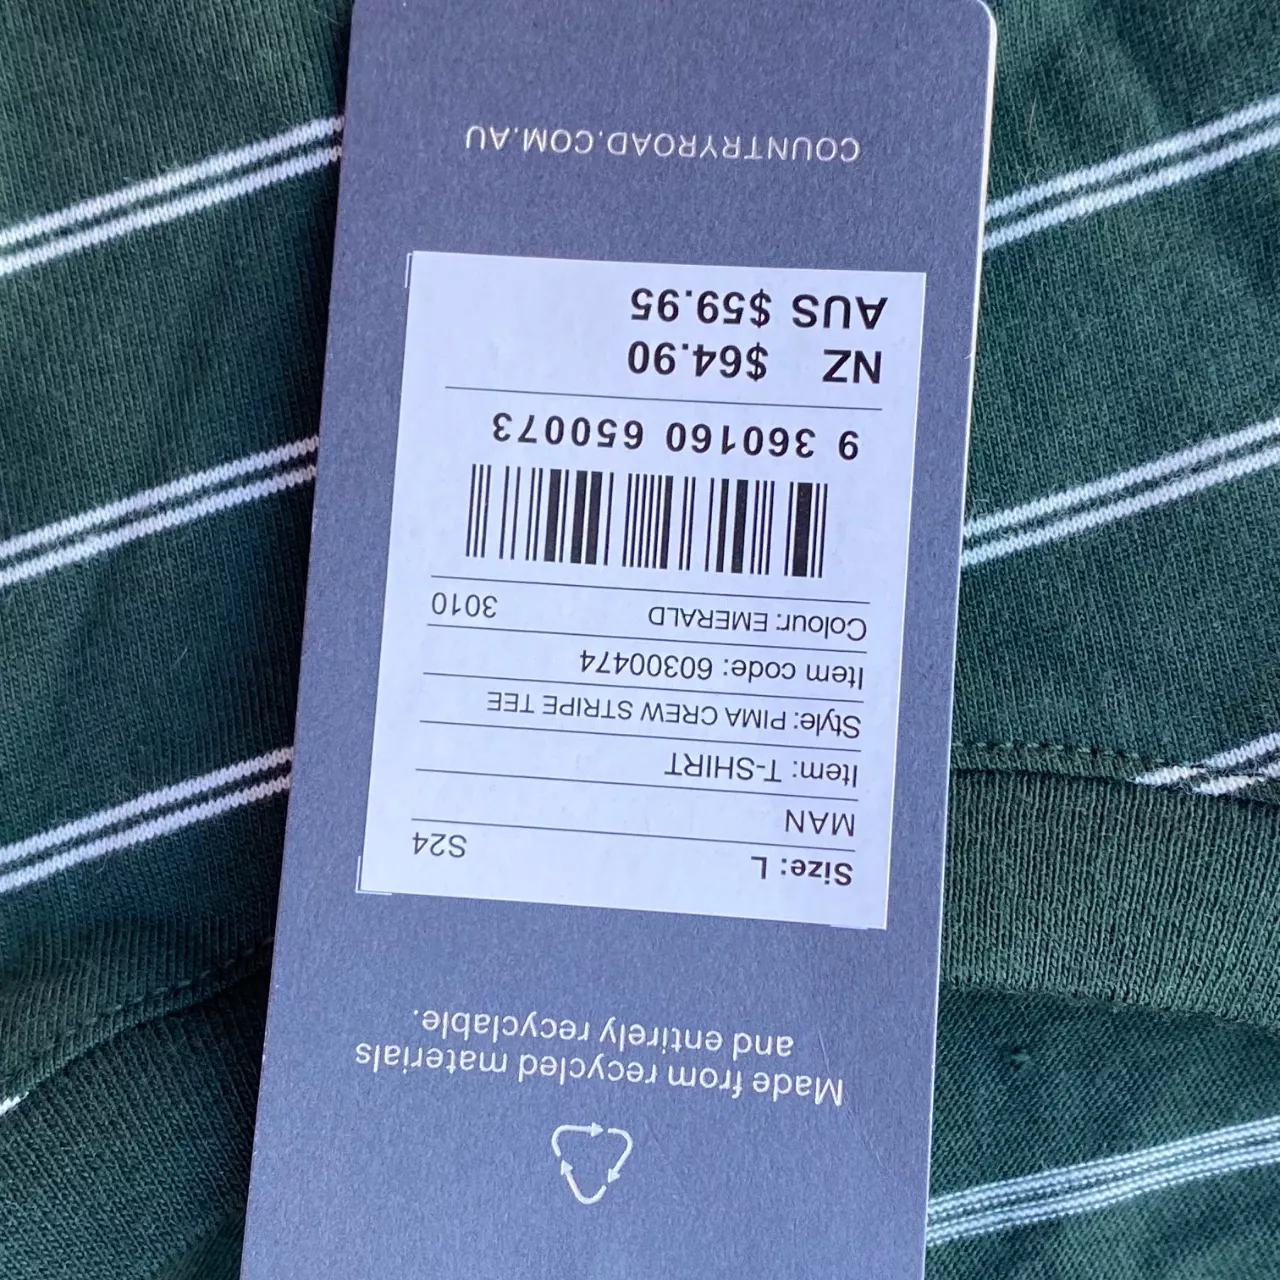 Made from recycled materials
and entirely recyclable.
Size: L S24
MAN
Item: T-SHIRT
Style: PIMA CREW STRIPE TEE
Item code: 60300474
Colour: EMERALD 3010
9 360160 650073
NZ $64.90
AUS $59.95
COUNTRYROAD.COM.AU